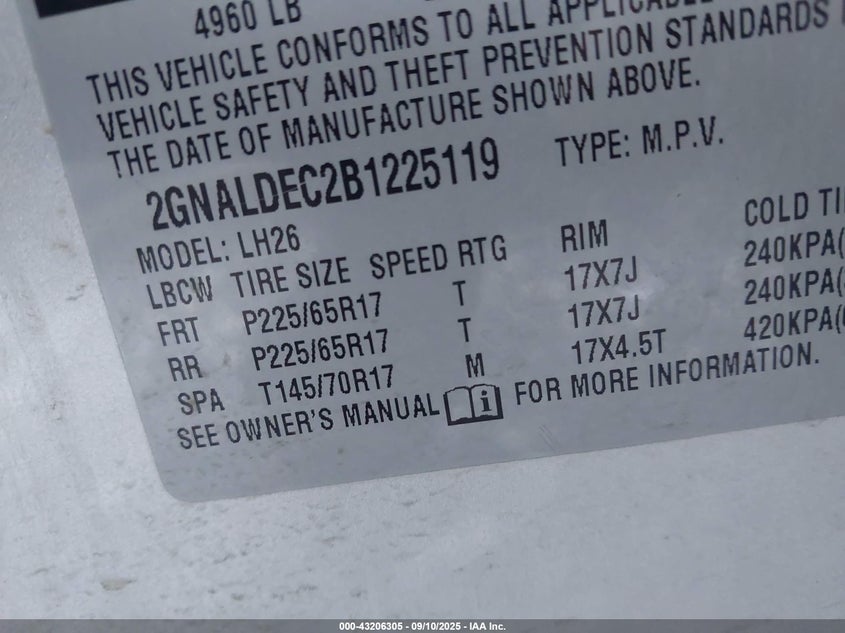 4960 LB
THIS VEHICLE CONFORMS TO ALL APPLICABLE
VEHICLE SAFETY AND THEFT PREVENTION STANDARDS
THE DATE OF MANUFACTURE SHOWN ABOVE.
2GNALDEC2B1225119 TYPE: M.P.V.
MODEL: LH26
LBCW TIRE SIZE SPEED RTG RIM COLD
FRT P225/65R17 T 17X7J 240KPA(
RR P225/65R17 T 17X7J 240KPA(
SPA T145/70R17 M 17X4.5T 420KPA(
SEE OWNER'S MANUAL FOR MORE INFORMATION.
000-43206305 - 09/10/2025 - IAA Inc.